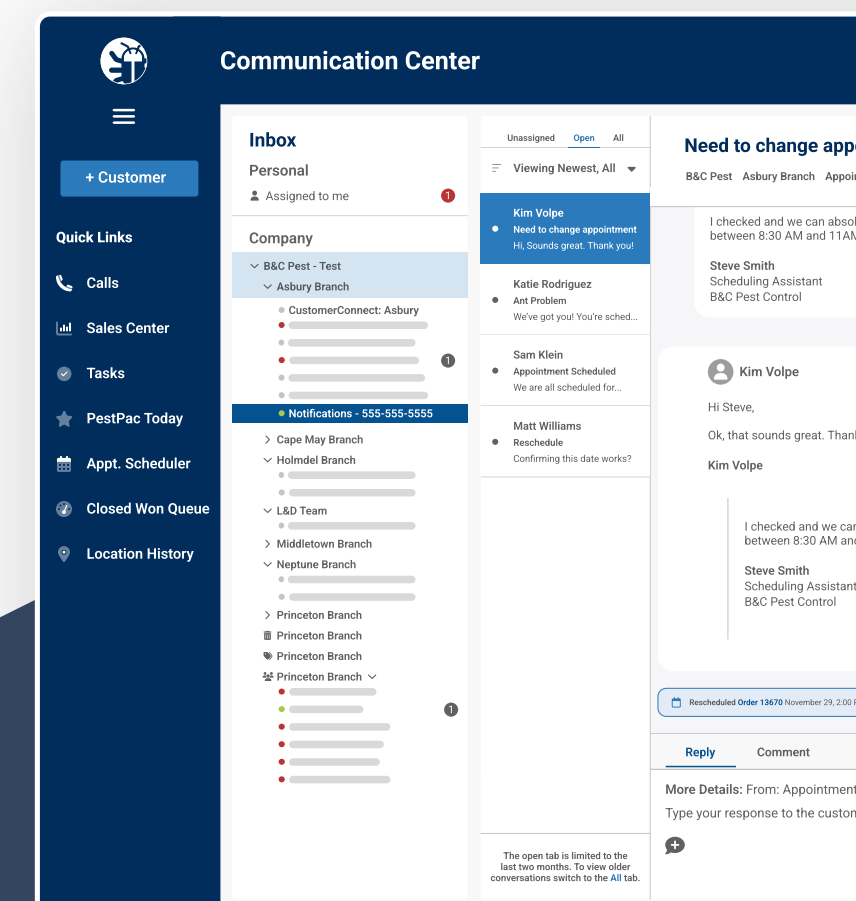 Communication Center
+ Customer
Quick Links
Calls
Sales Center
Tasks
PestPac Today
Appt. Scheduler
Closed Won Queue
Location History
Inbox
Personal
Assigned to me 1
Company
B&C Pest - Test
Asbury Branch
CustomerConnect: Asbury
1
Notifications - 555-555-5555
Cape May Branch
Holmdel Branch
L&D Team
Middletown Branch
Neptune Branch
Princeton Branch
Princeton Branch
Princeton Branch
Princeton Branch
1
Unassigned Open All
Viewing Newest, All
Kim Volpe
Need to change appointment
Hi, Sounds great. Thank you!
Katie Rodriguez
Ant Problem
We've got you! You're sched...
Sam Klein
Appointment Scheduled
We are all scheduled for...
Matt Williams
Reschedule
Confirming this date works?
The open tab is limited to the
last two months. To view older
conversations switch to the All tab.
Need to change appo
B&C Pest Asbury Branch Appoin
I checked and we can absol
between 8:30 AM and 11AM
Steve Smith
Scheduling Assistant
B&C Pest Control
Kim Volpe
Hi Steve,
Ok, that sounds great. Thank
Kim Volpe
I checked and we can
between 8:30 AM and
Steve Smith
Scheduling Assistant
B&C Pest Control
Rescheduled Order 13670 November 29, 2:00 P
Reply Comment
More Details: From: Appointment
Type your response to the custom